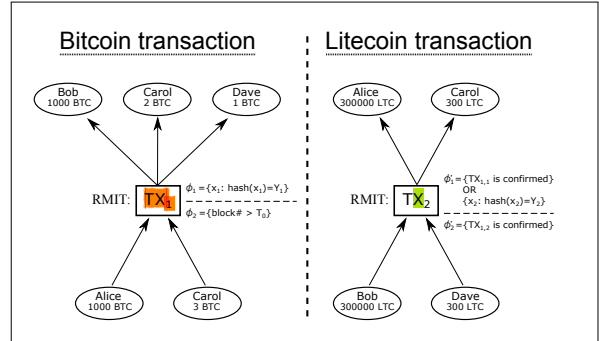 Bitcoin transaction
Litecoin transaction
Bob
1000 BTC
Carol
2 BTC
Dave
1 BTC
Alice
300000 LTC
Carol
300 LTC
RMIT:
TX₁
ϕ₁={x₁: hash(x₁)=Y₁}
ϕ₂={block# > T₀}
RMIT:
TX₂
ϕ'₁={TX₁,₁ is confirmed}
OR
{x₂: hash(x₂)=Y₂}
ϕ'₂={TX₁,₂ is confirmed}
Alice
1000 BTC
Carol
3 BTC
Bob
300000 LTC
Dave
300 LTC